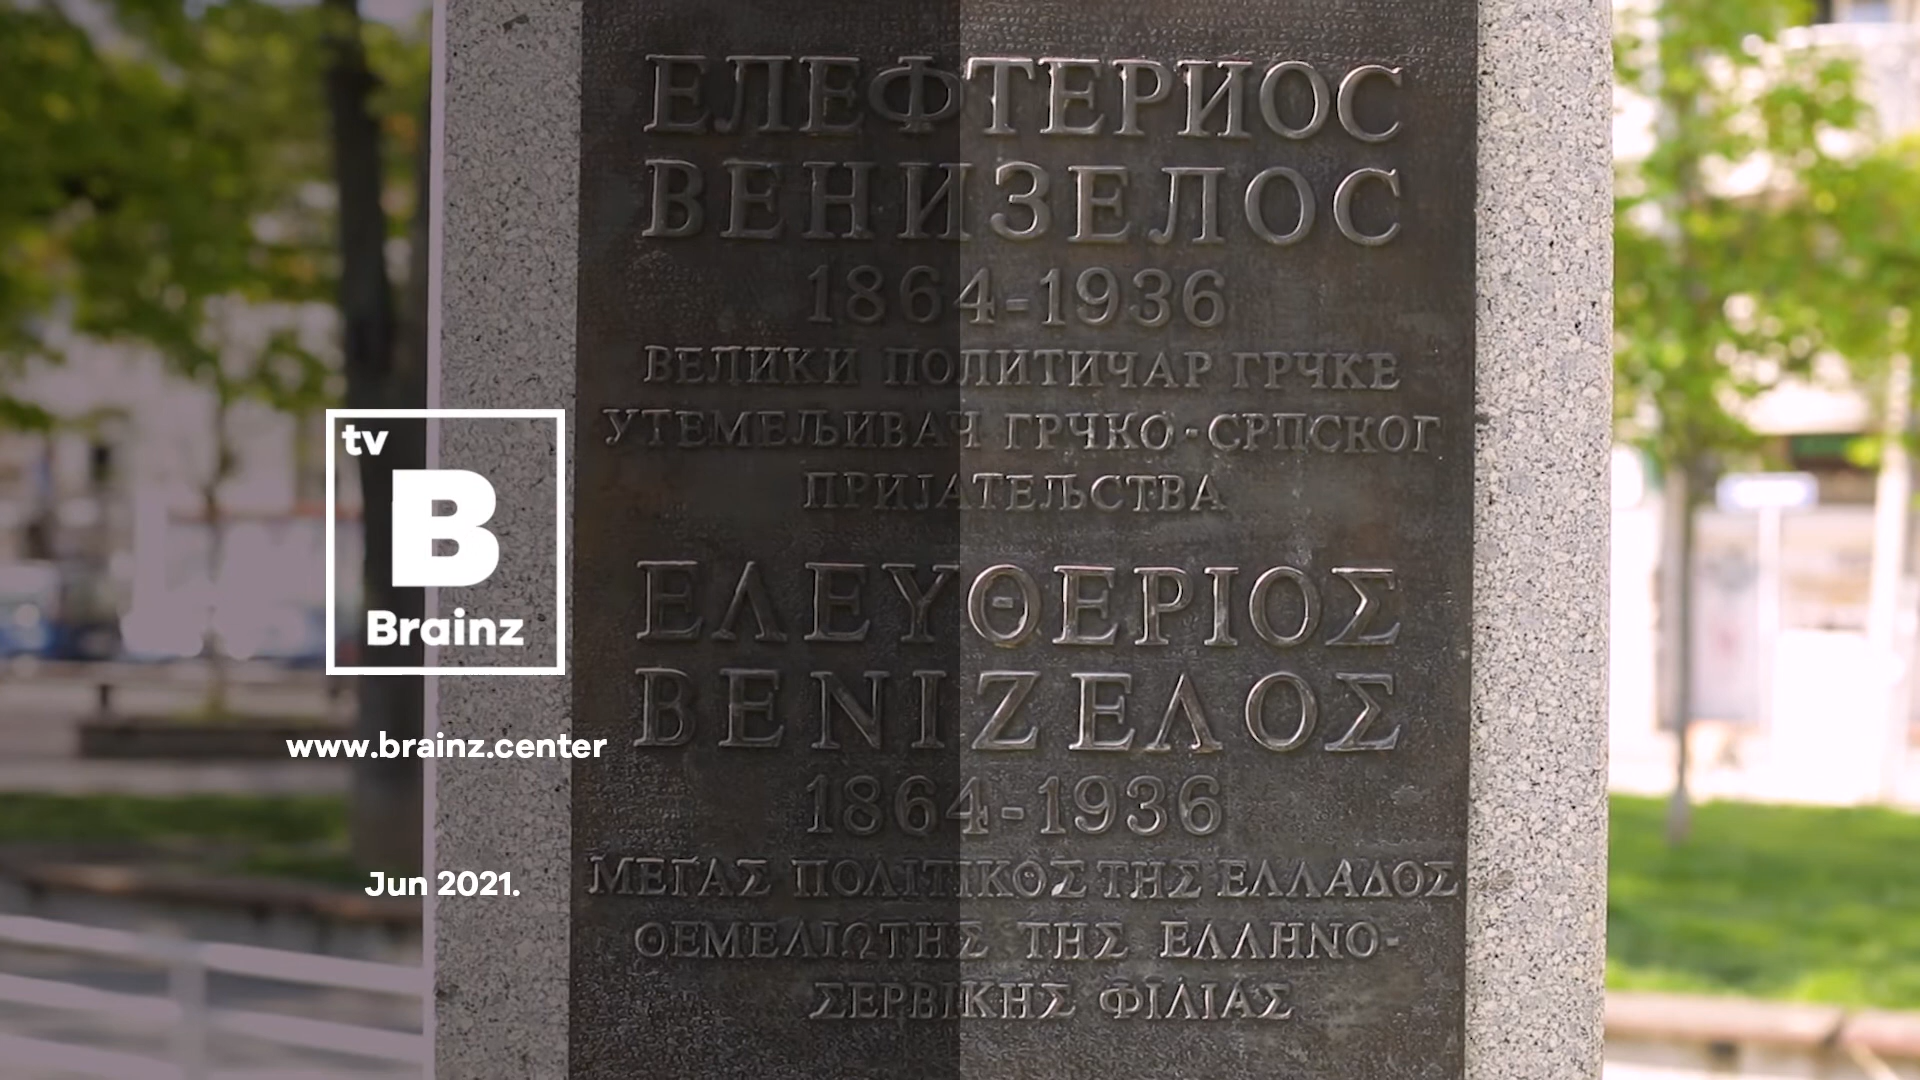 ЕЛЕФТЕРИОС
ВЕНИЗЕЛОС
1864-1936
ВЕЛИКИ ПОЛИТИЧАР ГРЧКЕ
УТЕМЕЉИВАЧ ГРЧКО-СРПСКОГ
ПРИЈАТЕЉСТВА
ΕΛΕΥΘΕΡΙΟΣ
ΒΕΝΙΖΕΛΟΣ
1864-1936
ΜΕΓΑΣ ΠΟΛΙΤΙΚΟΣ ΤΗΣ ΕΛΛΑΔΟΣ
ΘΕΜΕΛΙΩΤΗΣ ΤΗΣ ΕΛΛΗΝΟ-
ΣΕΡΒΙΚΗΣ ΦΙΛΙΑΣ
tv
B
Brainz
www.brainz.center
Jun 2021.